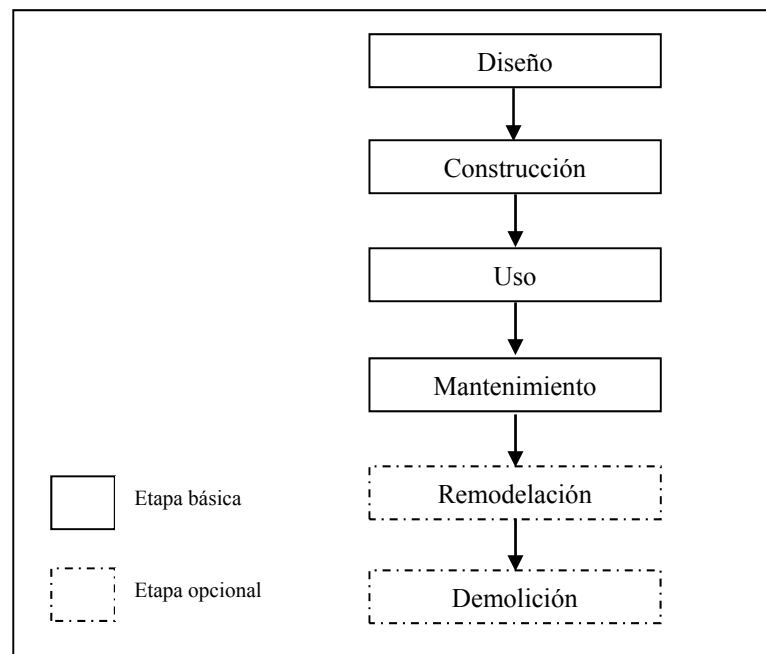 Diseño
Construcción
Uso
Mantenimiento
Remodelación
Demolición
Etapa básica
Etapa opcional